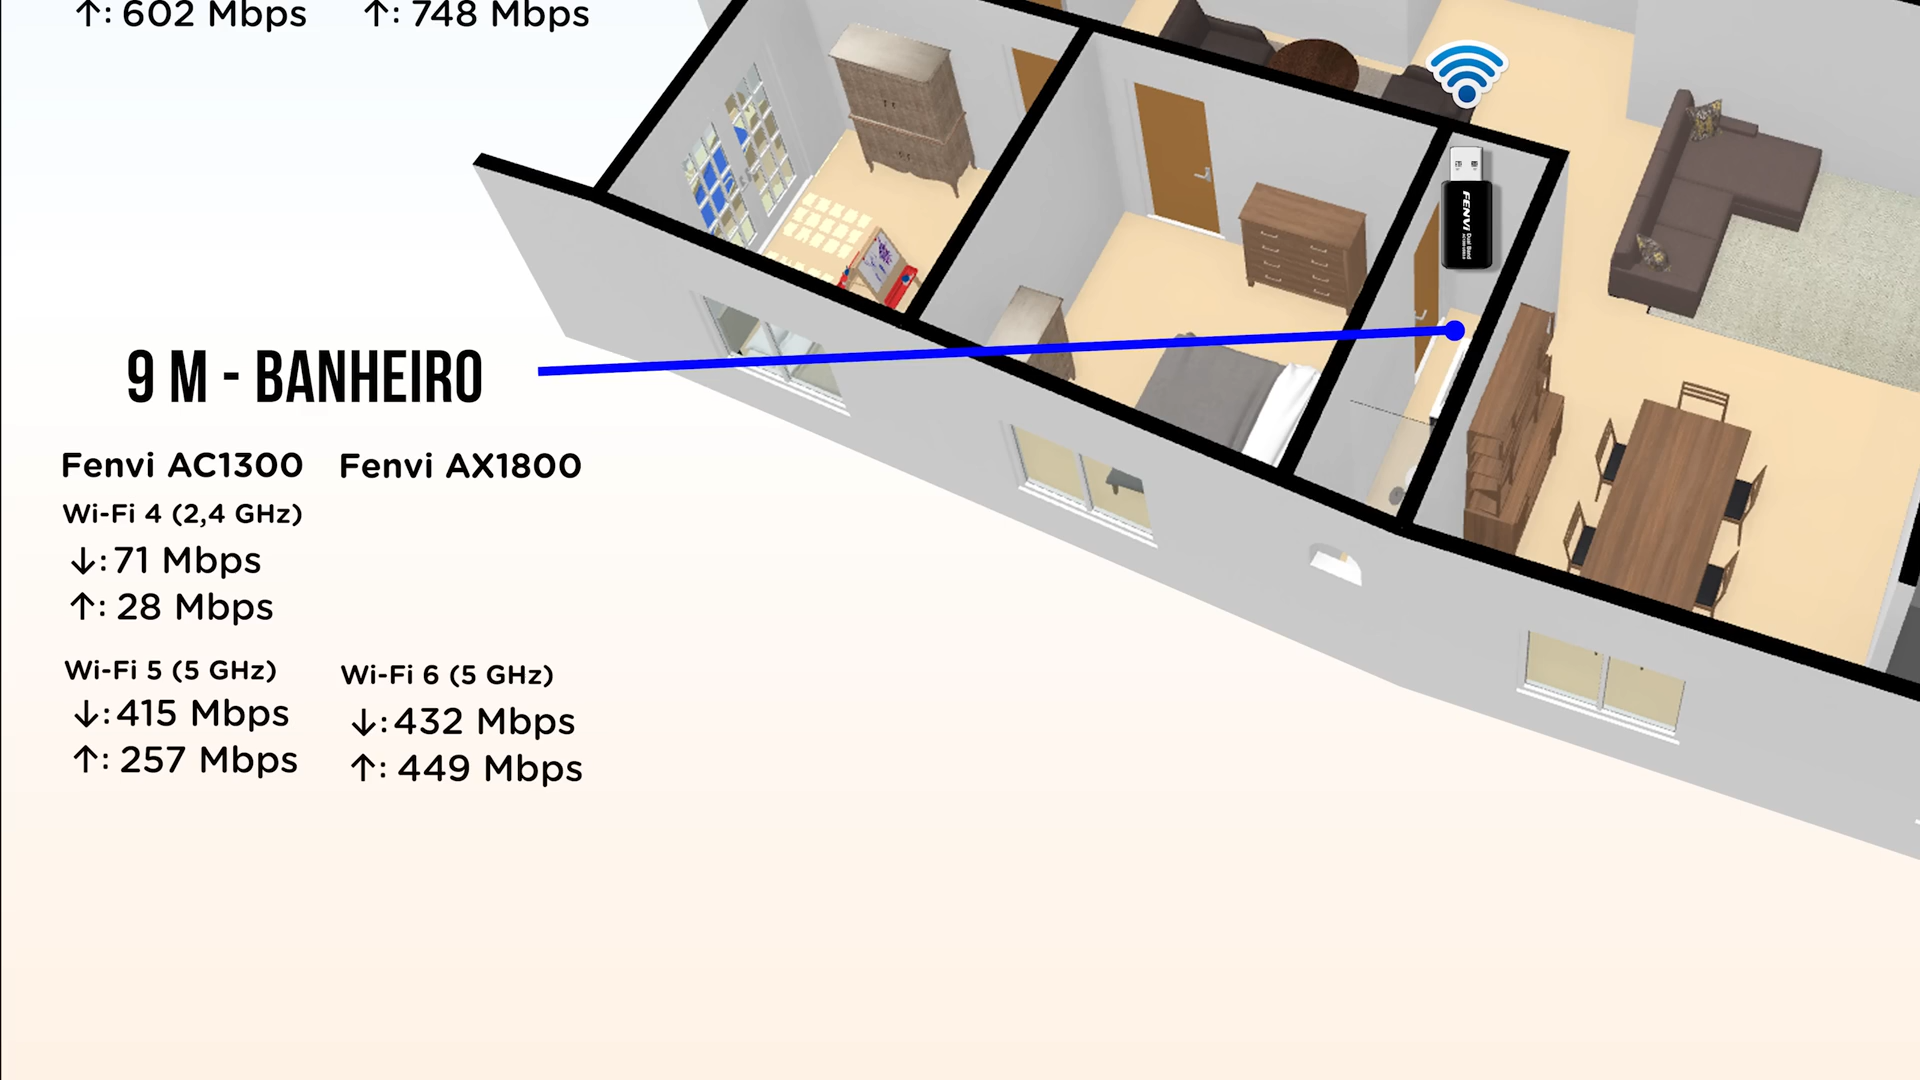 ↑: 602 Mbps ↑: 748 Mbps
9 M - BANHEIRO
Fenvi AC1300 Fenvi AX1800
Wi-Fi 4 (2,4 GHz)
↓: 71 Mbps
↑: 28 Mbps
Wi-Fi 5 (5 GHz) Wi-Fi 6 (5 GHz)
↓: 415 Mbps ↓: 432 Mbps
↑: 257 Mbps ↑: 449 Mbps
FENVI Dual Band